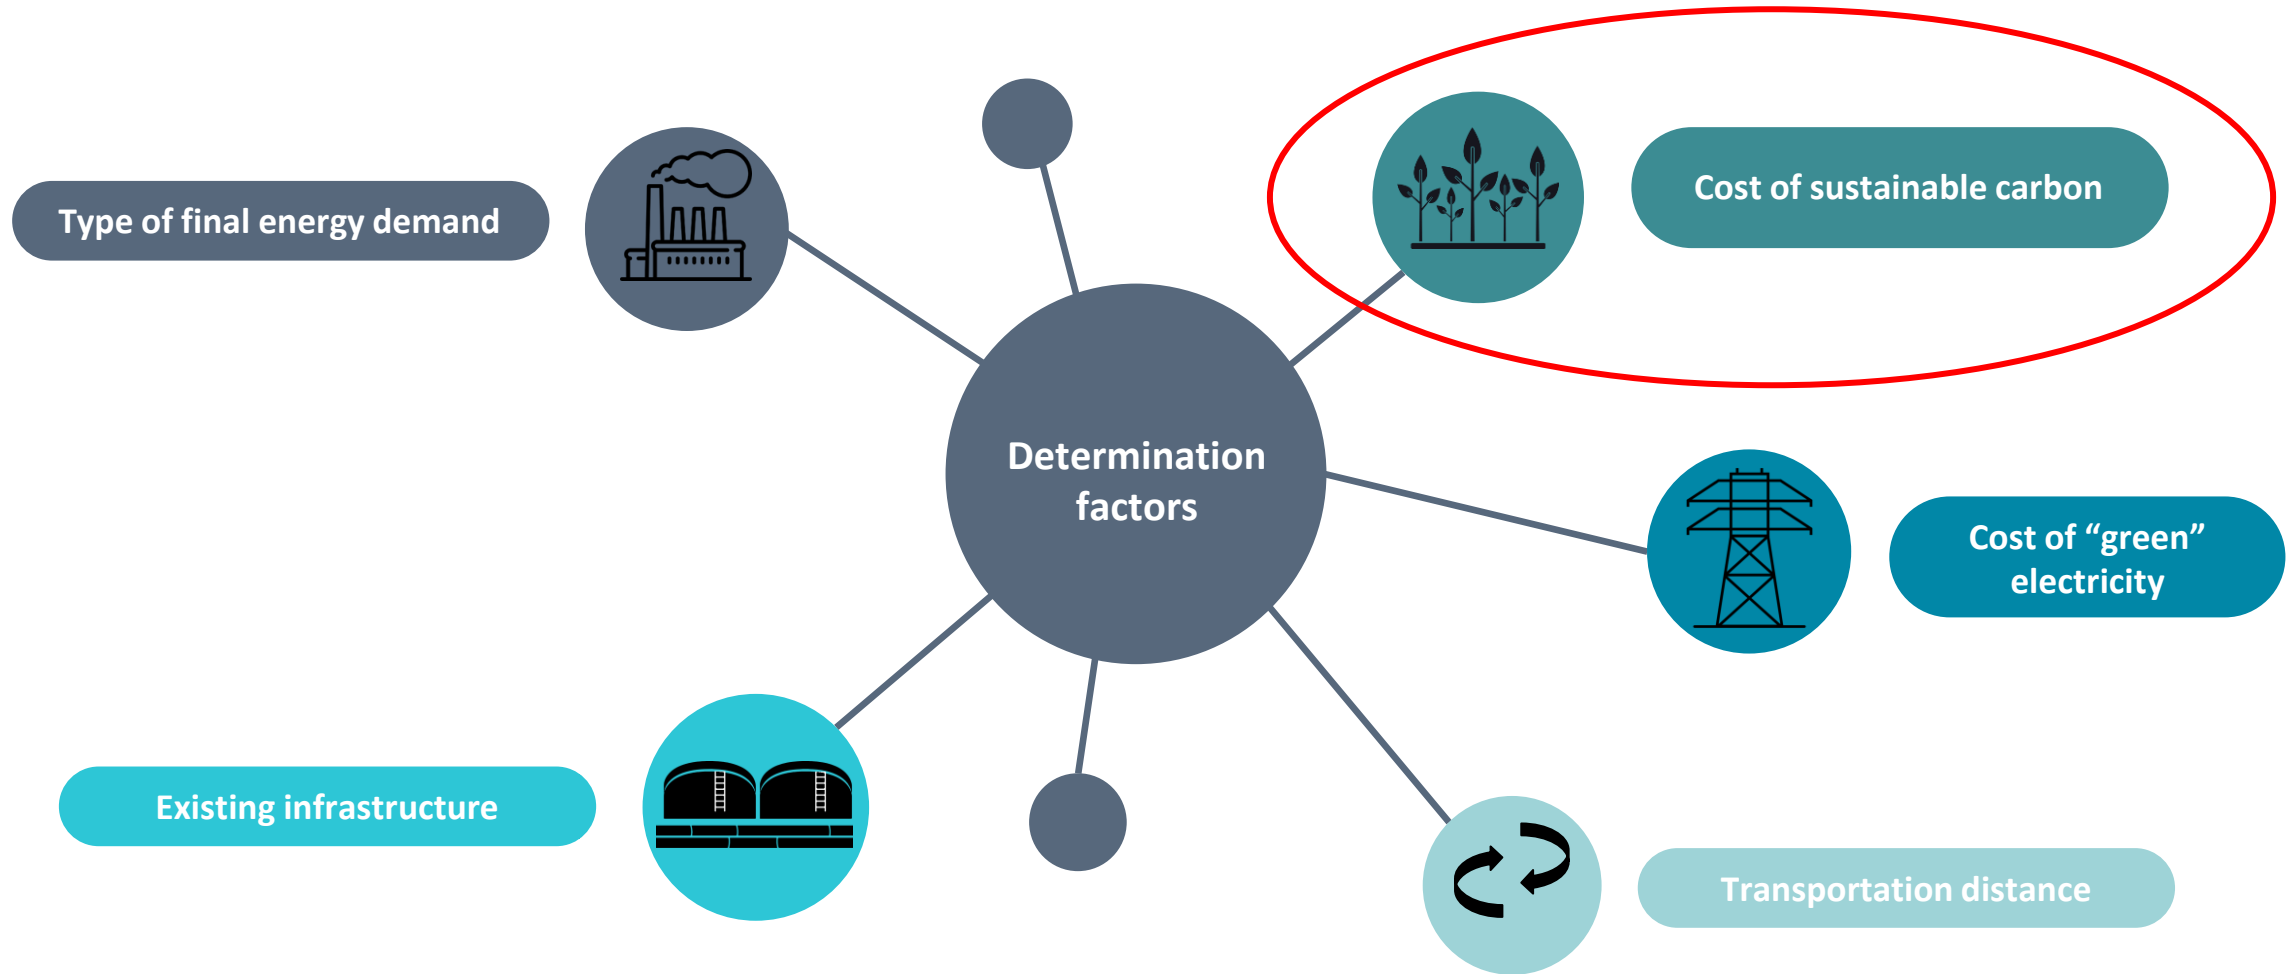 Type of final energy demand
Cost of sustainable carbon
Determination
factors
Cost of “green”
electricity
Existing infrastructure
Transportation distance